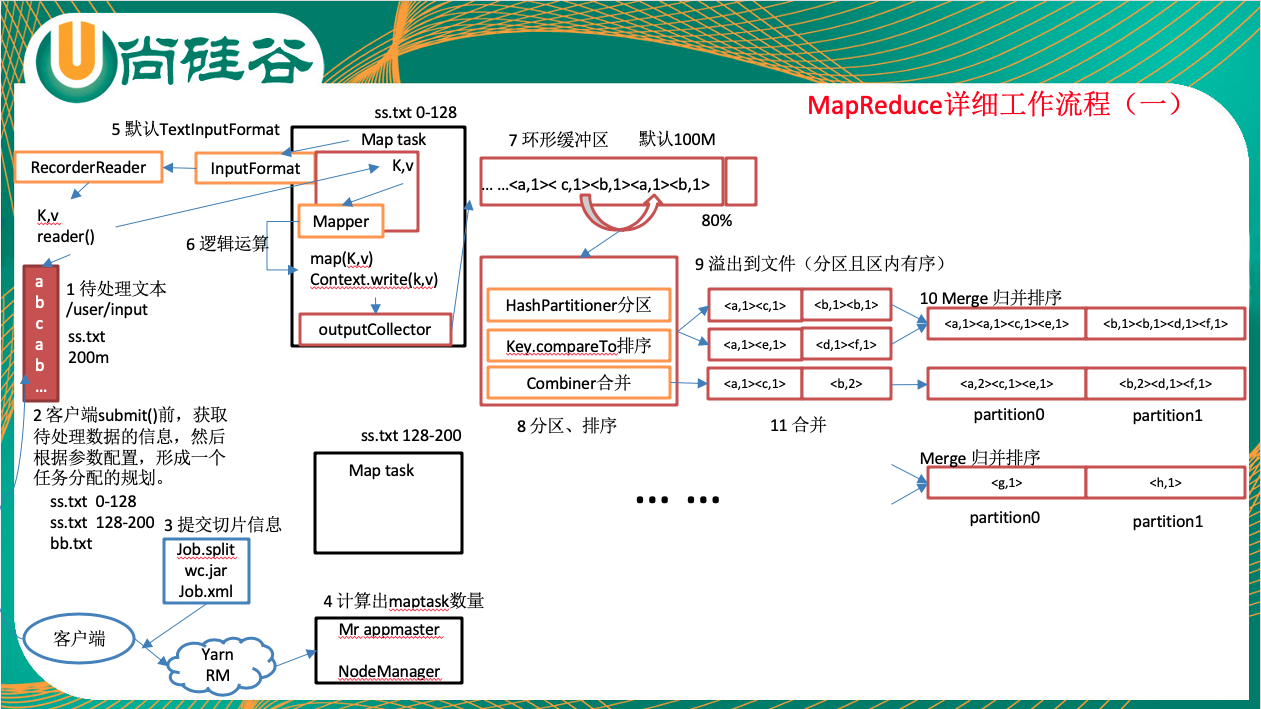 尚硅谷
MapReduce详细工作流程（一）
ss.txt 0-128
5 默认TextInputFormat
Map task
RecorderReader
InputFormat
K,v
Mapper
K,v
reader()
6 逻辑运算
map(K,v)
Context.write(k,v)
outputCollector
a
b
c
a
b
...
1 待处理文本
/user/input
ss.txt
200m
2 客户端submit()前，获取
待处理数据的信息，然后
根据参数配置，形成一个
任务分配的规划。
ss.txt 0-128
ss.txt 128-200
bb.txt
3 提交切片信息
Job.split
wc.jar
Job.xml
客户端
Yarn
RM
4 计算出maptask数量
Mr appmaster
NodeManager
ss.txt 128-200
Map task
7 环形缓冲区
默认100M
... ...<a,1>< c,1><b,1><a,1><b,1>
80%
HashPartitioner分区
Key.compareTo排序
Combiner合并
8 分区、排序
9 溢出到文件（分区且区内有序）
<a,1><c,1> <b,1><b,1>
<a,1><e,1> <d,1><f,1>
<a,1><c,1> <b,2>
11 合并
10 Merge 归并排序
<a,1><a,1><c,1><e,1> <b,1><b,1><d,1><f,1>
<a,2><c,1><e,1> <b,2><d,1><f,1>
partition0 partition1
Merge 归并排序
<g,1> <h,1>
partition0 partition1
... ...